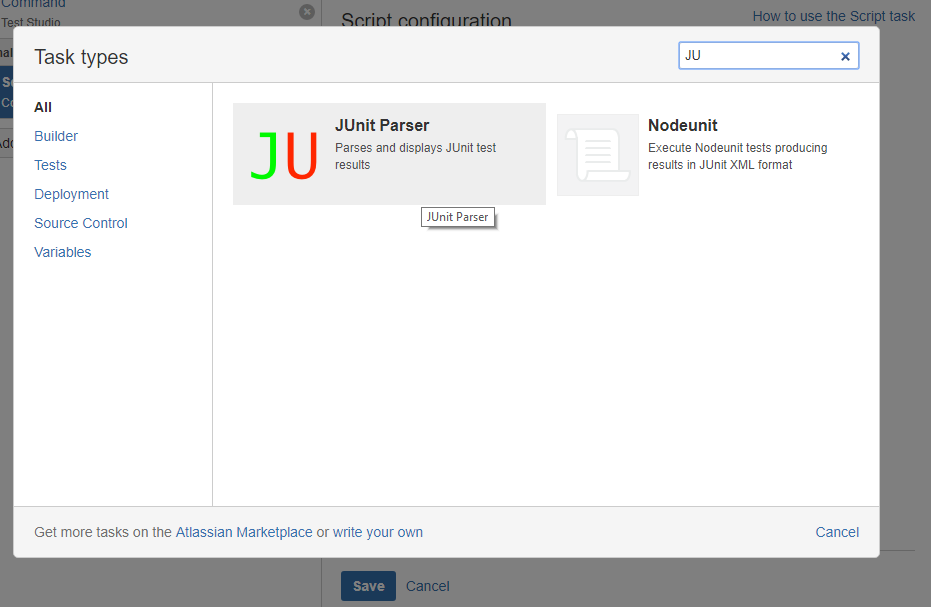 Command
Test Studio
Script configuration
How to use the Script task
Task types
JU
All
Builder
Tests
Deployment
Source Control
Variables
JU
JUnit Parser
Parses and displays JUnit test
results
JUnit Parser
Nodeunit
Execute Nodeunit tests producing
results in JUnit XML format
Get more tasks on the Atlassian Marketplace or write your own
Cancel
Save Cancel